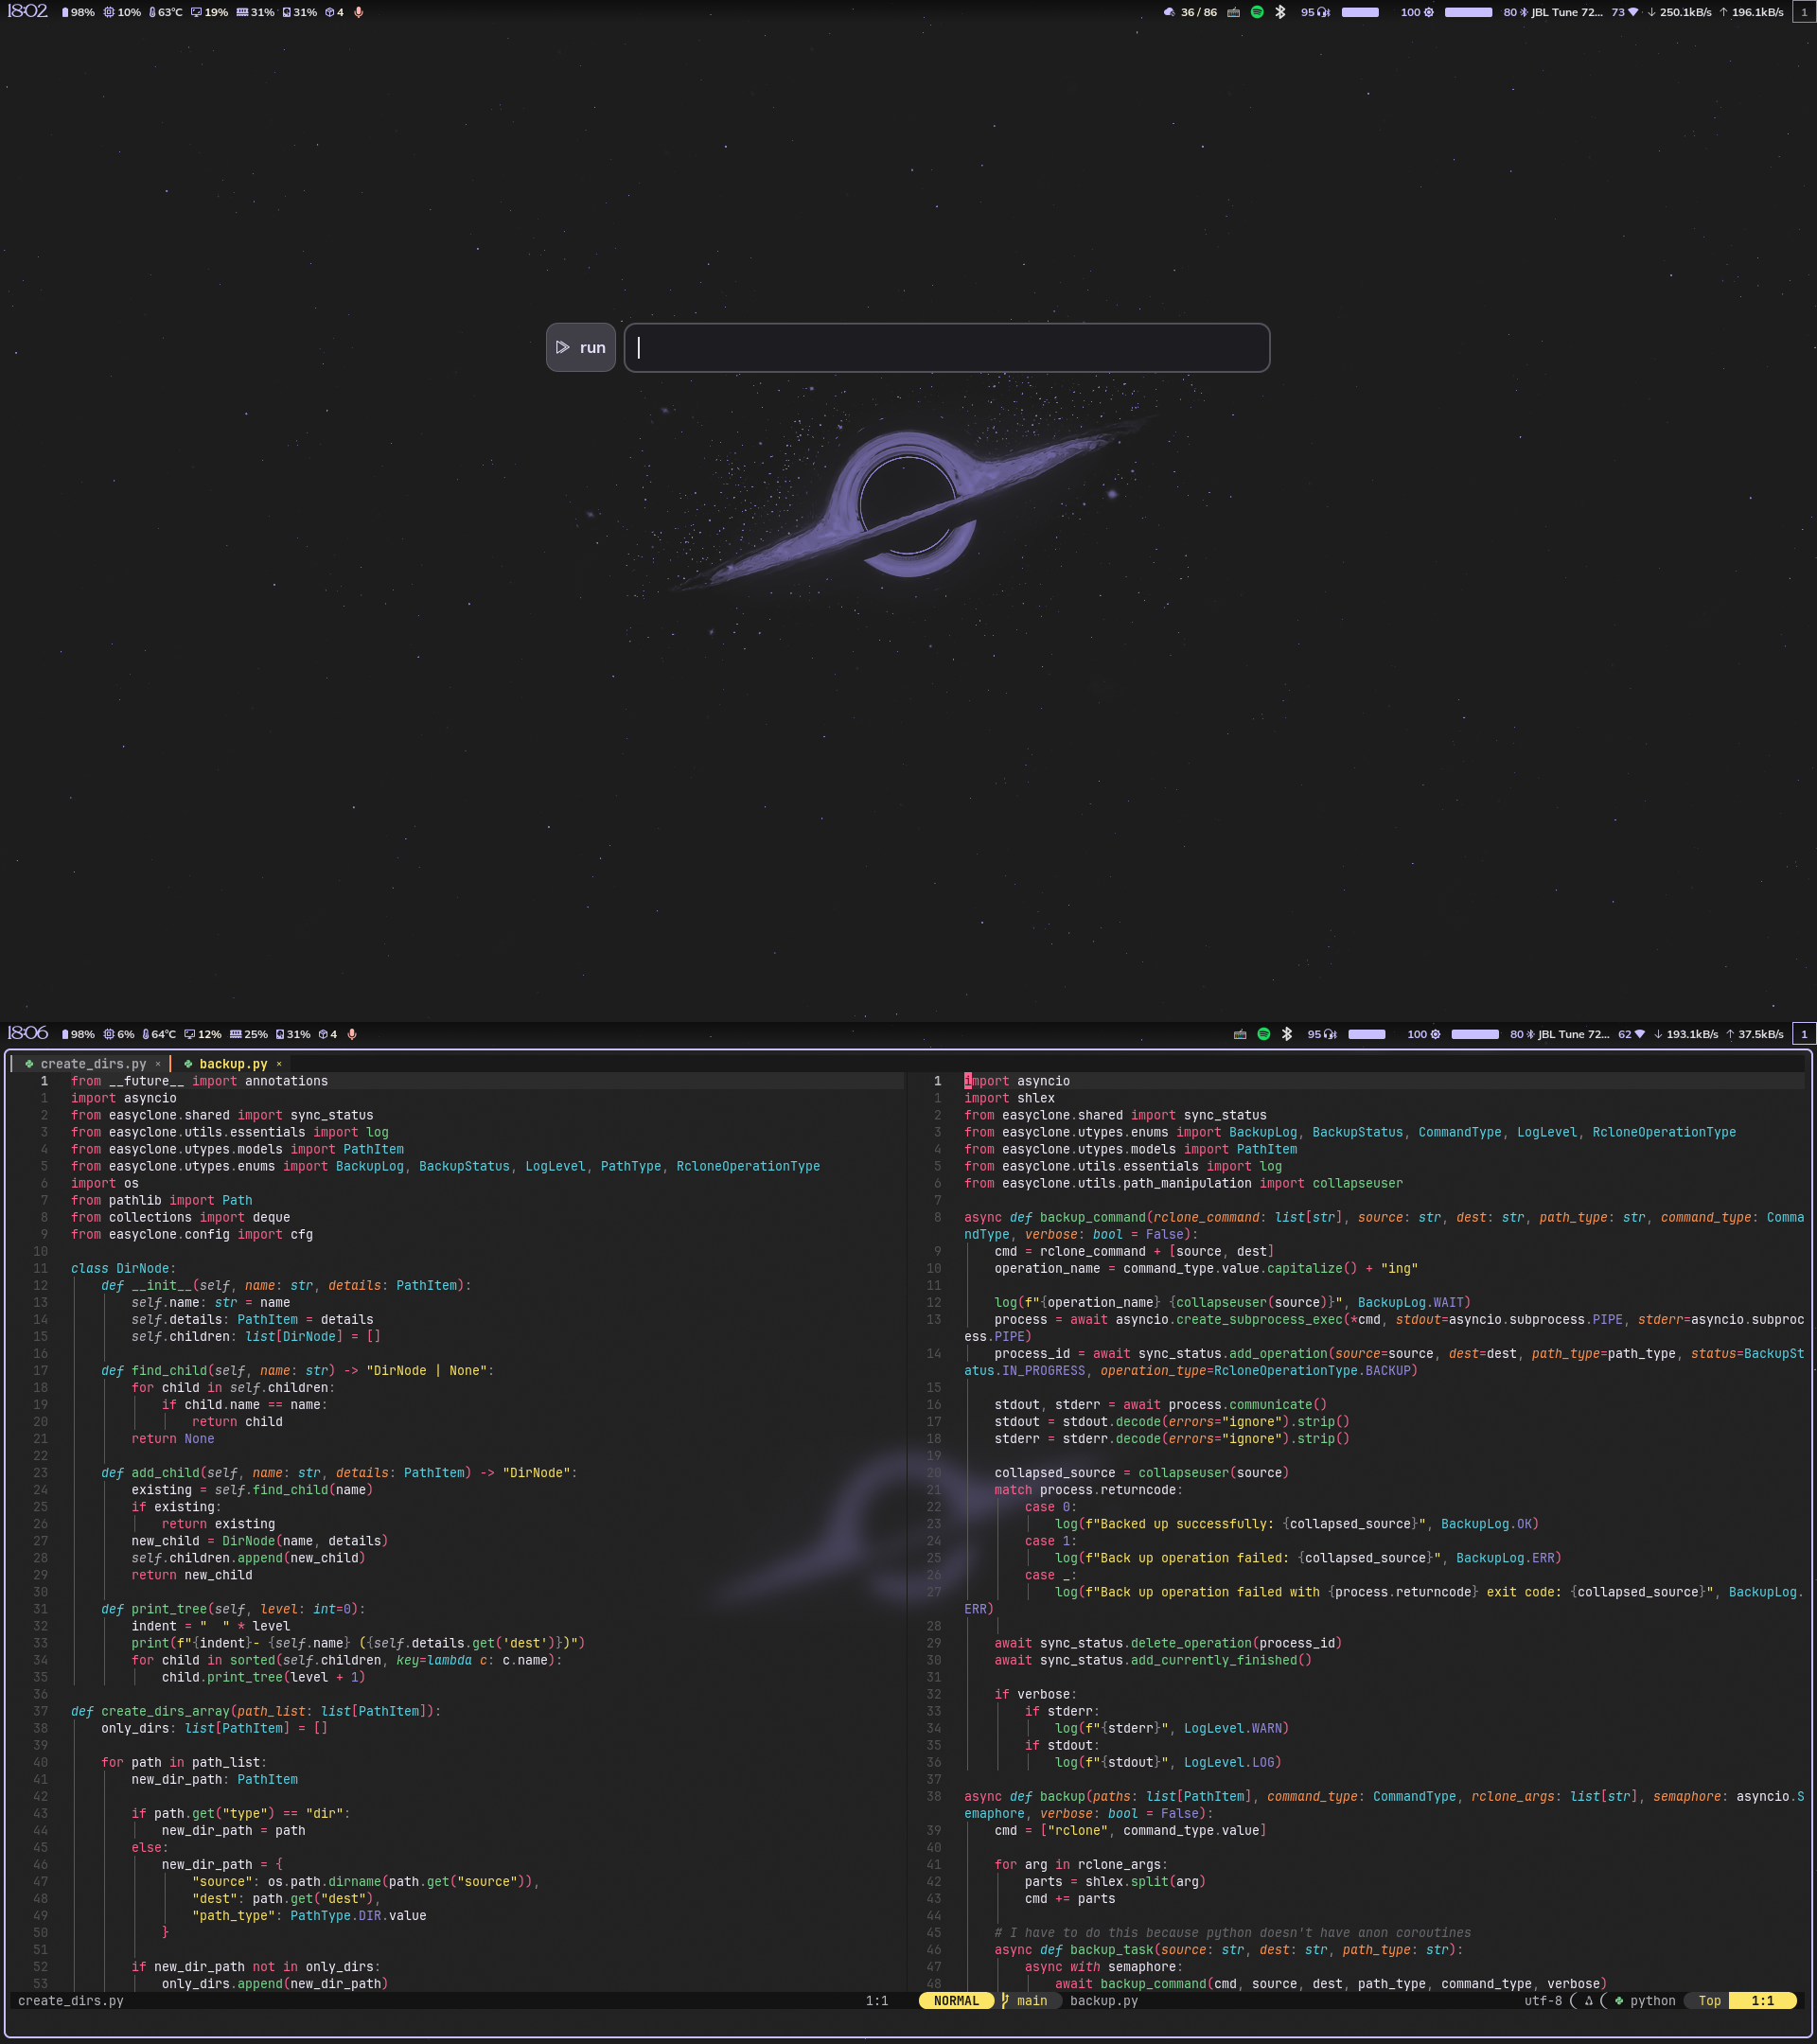 18:02 98% 10% 63°C 19% 31% 31% 4 36 / 86 95 100 80 JBL Tune 72... 73 ↓ 250.1kB/s ↑ 196.1kB/s 1
run
18:06 98% 6% 64°C 12% 25% 31% 4 95 100 80 JBL Tune 72... 62 ↓ 193.1kB/s ↑ 37.5kB/s 1
create_dirs.py × backup.py ×
1 from __future__ import annotations
1 import asyncio
2 from easyclone.shared import sync_status
3 from easyclone.utils.essentials import log
4 from easyclone.utypes.models import PathItem
5 from easyclone.utypes.enums import BackupLog, BackupStatus, LogLevel, PathType, RcloneOperationType
6 import os
7 from pathlib import Path
8 from collections import deque
9 from easyclone.config import cfg
10
11 class DirNode:
12 def __init__(self, name: str, details: PathItem):
13 self.name: str = name
14 self.details: PathItem = details
15 self.children: list[DirNode] = []
16
17 def find_child(self, name: str) -> "DirNode | None":
18 for child in self.children:
19 if child.name == name:
20 return child
21 return None
22
23 def add_child(self, name: str, details: PathItem) -> "DirNode":
24 existing = self.find_child(name)
25 if existing:
26 return existing
27 new_child = DirNode(name, details)
28 self.children.append(new_child)
29 return new_child
30
31 def print_tree(self, level: int=0):
32 indent = "  " * level
33 print(f"{indent}- {self.name} ({self.details.get('dest')})")
34 for child in sorted(self.children, key=lambda c: c.name):
35 child.print_tree(level + 1)
36
37 def create_dirs_array(path_list: list[PathItem]):
38 only_dirs: list[PathItem] = []
39
40 for path in path_list:
41 new_dir_path: PathItem
42
43 if path.get("type") == "dir":
44 new_dir_path = path
45 else:
46 new_dir_path = {
47 "source": os.path.dirname(path.get("source")),
48 "dest": path.get("dest"),
49 "path_type": PathType.DIR.value
50 }
51
52 if new_dir_path not in only_dirs:
53 only_dirs.append(new_dir_path)
create_dirs.py 1:1
1 import asyncio
1 import shlex
2 from easyclone.shared import sync_status
3 from easyclone.utypes.enums import BackupLog, BackupStatus, CommandType, LogLevel, RcloneOperationType
4 from easyclone.utypes.models import PathItem
5 from easyclone.utils.essentials import log
6 from easyclone.utils.path_manipulation import collapseuser
7
8 async def backup_command(rclone_command: list[str], source: str, dest: str, path_type: str, command_type: Comma
ndType, verbose: bool = False):
9 cmd = rclone_command + [source, dest]
10 operation_name = command_type.value.capitalize() + "ing"
11
12 log(f"{operation_name} {collapseuser(source)}", BackupLog.WAIT)
13 process = await asyncio.create_subprocess_exec(*cmd, stdout=asyncio.subprocess.PIPE, stderr=asyncio.subproc
ess.PIPE)
14 process_id = await sync_status.add_operation(source=source, dest=dest, path_type=path_type, status=BackupSt
atus.IN_PROGRESS, operation_type=RcloneOperationType.BACKUP)
15
16 stdout, stderr = await process.communicate()
17 stdout = stdout.decode(errors="ignore").strip()
18 stderr = stderr.decode(errors="ignore").strip()
19
20 collapsed_source = collapseuser(source)
21 match process.returncode:
22 case 0:
23 log(f"Backed up successfully: {collapsed_source}", BackupLog.OK)
24 case 1:
25 log(f"Back up operation failed: {collapsed_source}", BackupLog.ERR)
26 case _:
27 log(f"Back up operation failed with {process.returncode} exit code: {collapsed_source}", BackupLog.
ERR)
28
29 await sync_status.delete_operation(process_id)
30 await sync_status.add_currently_finished()
31
32 if verbose:
33 if stderr:
34 log(f"{stderr}", LogLevel.WARN)
35 if stdout:
36 log(f"{stdout}", LogLevel.LOG)
37
38 async def backup(paths: list[PathItem], command_type: CommandType, rclone_args: list[str], semaphore: asyncio.S
emaphore, verbose: bool = False):
39 cmd = ["rclone", command_type.value]
40
41 for arg in rclone_args:
42 parts = shlex.split(arg)
43 cmd += parts
44
45 # I have to do this because python doesn't have anon coroutines
46 async def backup_task(source: str, dest: str, path_type: str):
47 async with semaphore:
48 await backup_command(cmd, source, dest, path_type, command_type, verbose)
NORMAL main backup.py utf-8 python Top 1:1